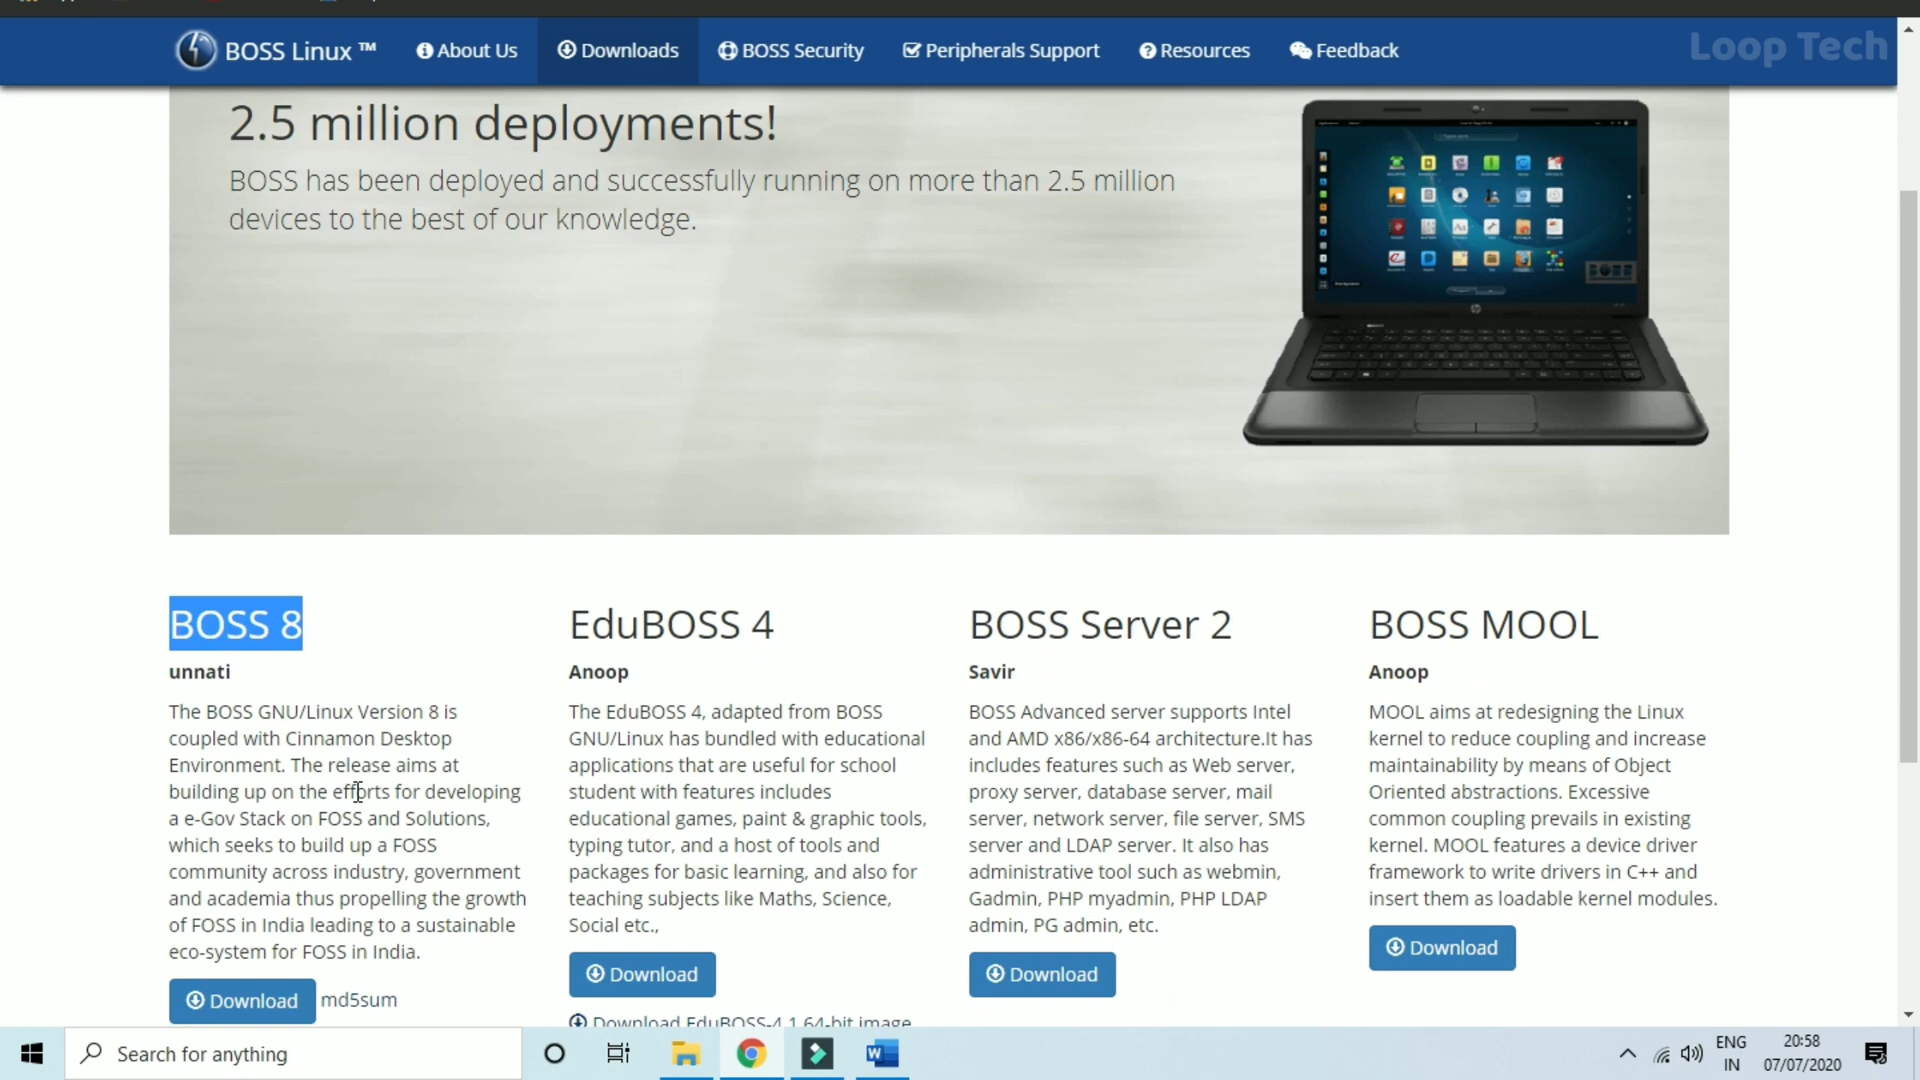 BOSS Linux ™ About Us Downloads BOSS Security Peripherals Support Resources Feedback
Loop Tech
2.5 million deployments!
BOSS has been deployed and successfully running on more than 2.5 million
devices to the best of our knowledge.
BOSS 8
unnati
The BOSS GNU/Linux Version 8 is
coupled with Cinnamon Desktop
Environment. The release aims at
building up on the efforts for developing
a e-Gov Stack on FOSS and Solutions,
which seeks to build up a FOSS
community across industry, government
and academia thus propelling the growth
of FOSS in India leading to a sustainable
eco-system for FOSS in India.
Download md5sum
EduBOSS 4
Anoop
The EduBOSS 4, adapted from BOSS
GNU/Linux has bundled with educational
applications that are useful for school
student with features includes
educational games, paint & graphic tools,
typing tutor, and a host of tools and
packages for basic learning, and also for
teaching subjects like Maths, Science,
Social etc.,
Download
Download EduBOSS-4.1 64-bit image
BOSS Server 2
Savir
BOSS Advanced server supports Intel
and AMD x86/x86-64 architecture.It has
includes features such as Web server,
proxy server, database server, mail
server, network server, file server, SMS
server and LDAP server. It also has
administrative tool such as webmin,
Gadmin, PHP myadmin, PHP LDAP
admin, PG admin, etc.
Download
BOSS MOOL
Anoop
MOOL aims at redesigning the Linux
kernel to reduce coupling and increase
maintainability by means of Object
Oriented abstractions. Excessive
common coupling prevails in existing
kernel. MOOL features a device driver
framework to write drivers in C++ and
insert them as loadable kernel modules.
Download
Search for anything
ENG
IN
20:58
07/07/2020